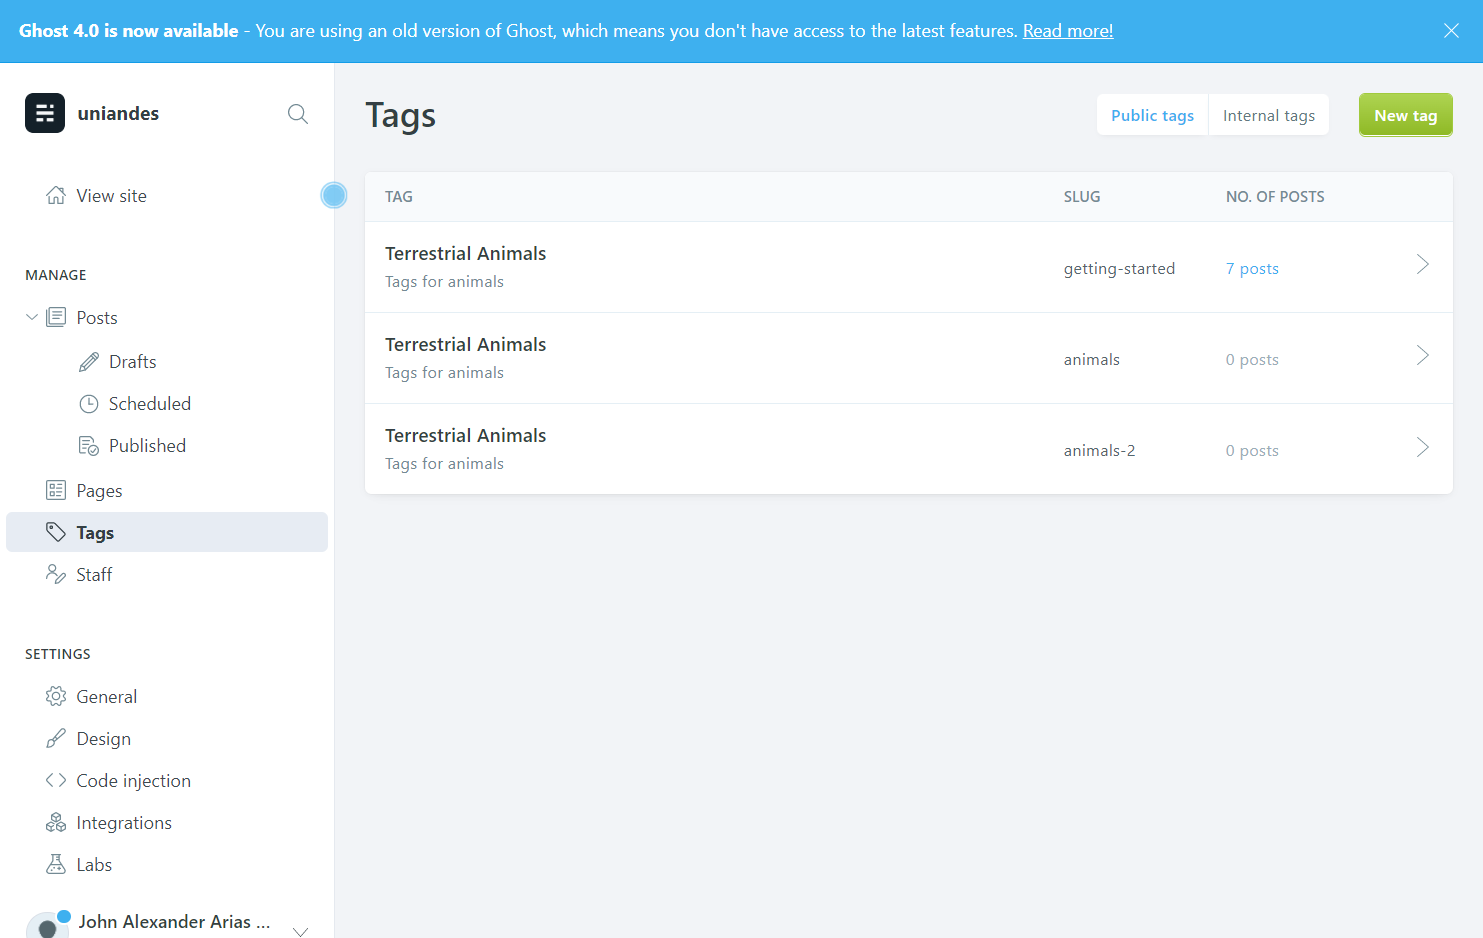 Ghost 4.0 is now available - You are using an old version of Ghost, which means you don't have access to the latest features. Read more!
uniandes
View site
MANAGE
Posts
Drafts
Scheduled
Published
Pages
Tags
Staff
SETTINGS
General
Design
Code injection
Integrations
Labs
John Alexander Arias ...
Tags
Public tags Internal tags New tag
TAG SLUG NO. OF POSTS
Terrestrial Animals
Tags for animals
getting-started 7 posts
Terrestrial Animals
Tags for animals
animals 0 posts
Terrestrial Animals
Tags for animals
animals-2 0 posts